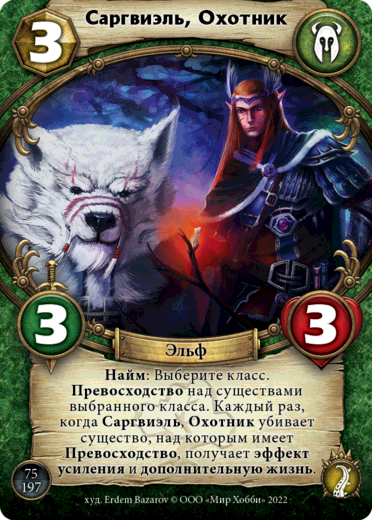 Саргвиэль, Охотник
3
3
3
Эльф
Найм: Выберите класс.
Превосходство над существами
выбранного класса. Каждый раз,
когда Саргвиэль, Охотник убивает
существо, над которым имеет
Превосходство, получает эффект
усиления и дополнительную жизнь.
75
197
худ. Erdem Bazarov © ООО «Мир Хобби» 2022